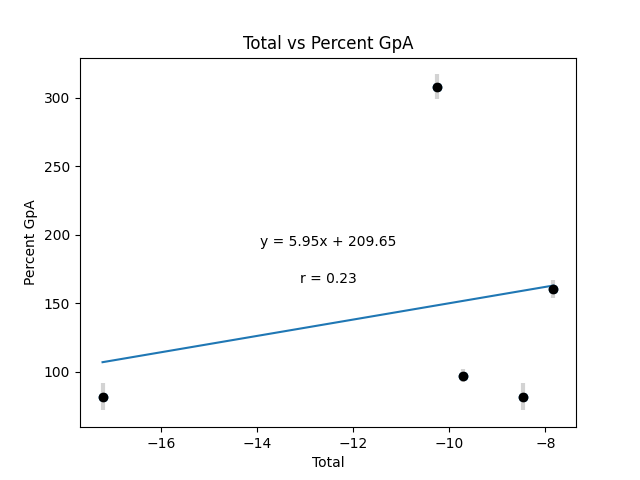 Total vs Percent GpA
300
250
200
150
100
Percent GpA
y = 5.95x + 209.65
r = 0.23
−16
−14
−12
−10
−8
Total